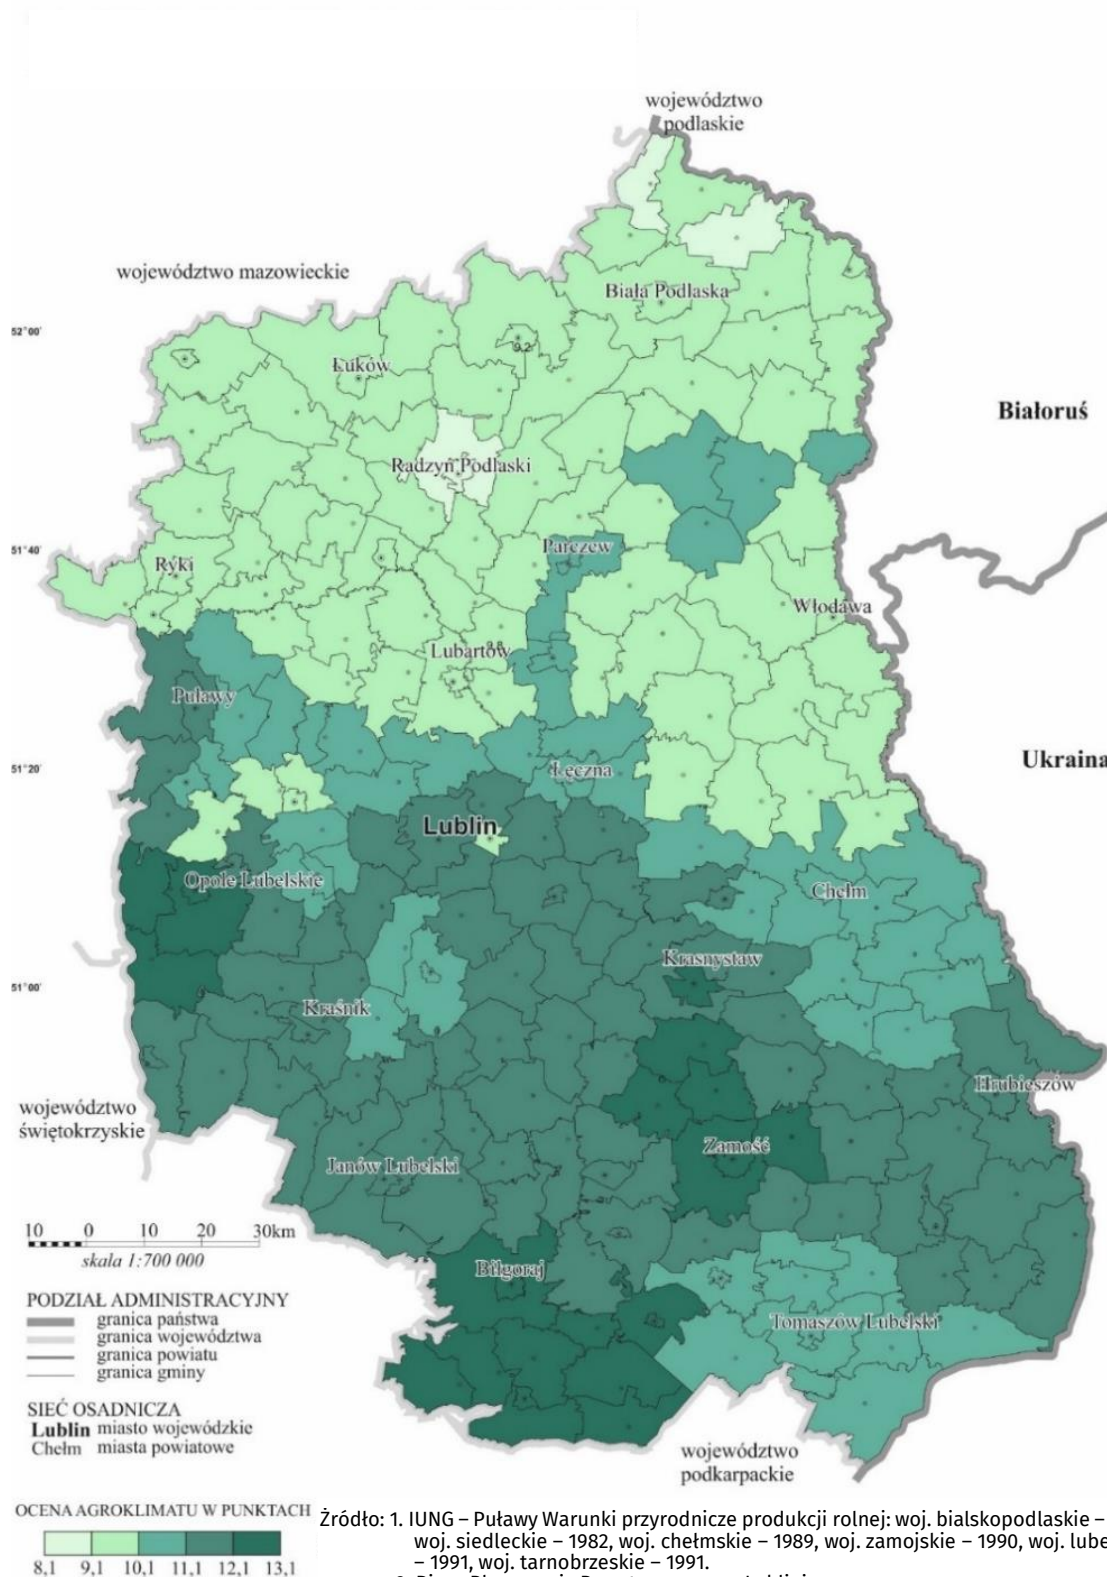 województwo
podlaskie
województwo mazowieckie
Biała Podlaska
52°00'
9,2
Łuków
Białoruś
Radzyń Podlaski
51°40'
Parczew
Ryki
Włodawa
Lubartów
Puławy
Ukraina
51°20'
Łęczna
Lublin
Opole Lubelskie
Chełm
Krasnystaw
51°00'
Kraśnik
Hrubieszów
województwo
świętokrzyskie
Zamość
Janów Lubelski
10 0 10 20 30km
skala 1:700 000
Biłgoraj
Tomaszów Lubelski
PODZIAŁ ADMINISTRACYJNY
granica państwa
granica województwa
granica powiatu
granica gminy
SIEĆ OSADNICZA
Lublin miasto wojewódzkie
Chełm miasta powiatowe
województwo
podkarpackie
OCENA AGROKLIMATU W PUNKTACH
8,1 9,1 10,1 11,1 12,1 13,1
Źródło: 1. IUNG – Puławy Warunki przyrodnicze produkcji rolnej: woj. bialskopodlaskie –
woj. siedleckie – 1982, woj. chełmskie – 1989, woj. zamojskie – 1990, woj. lube
– 1991, woj. tarnobrzeskie – 1991.